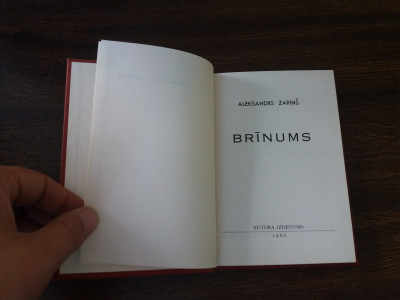 ALEKSANDRS ZARIŅŠ
BRĪNUMS
AUTORA IZDEVUMS